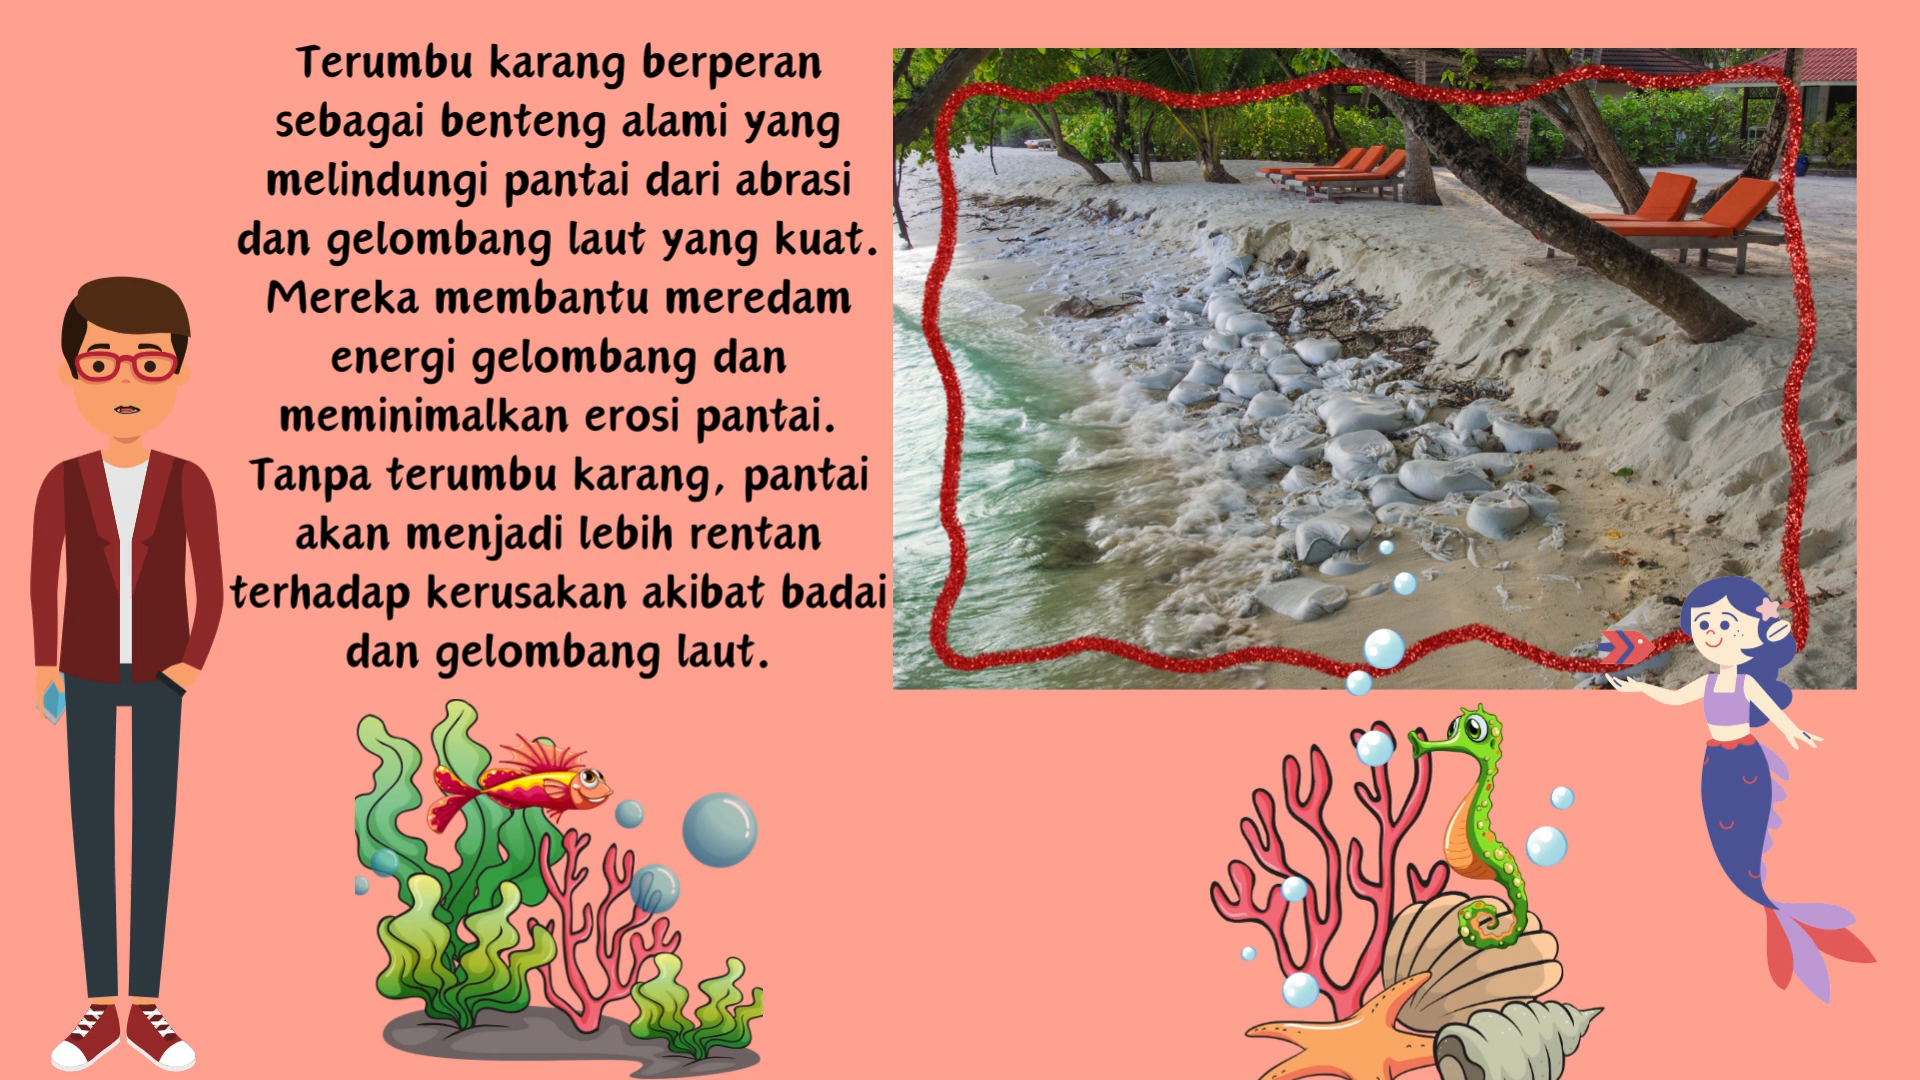 Terumbu karang berperan
sebagai benteng alami yang
melindungi pantai dari abrasi
dan gelombang laut yang kuat.
Mereka membantu meredam
energi gelombang dan
meminimalkan erosi pantai.
Tanpa terumbu karang, pantai
akan menjadi lebih rentan
terhadap kerusakan akibat badai
dan gelombang laut.